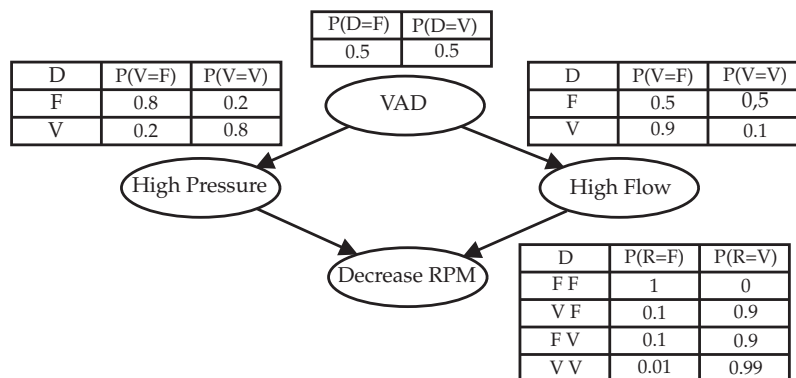 P(D=F) P(D=V)
0.5 0.5
D P(V=F) P(V=V)
F 0.8 0.2
V 0.2 0.8
VAD
D P(V=F) P(V=V)
F 0.5 0,5
V 0.9 0.1
High Pressure
High Flow
Decrease RPM
D P(R=F) P(R=V)
F F 1 0
V F 0.1 0.9
F V 0.1 0.9
V V 0.01 0.99